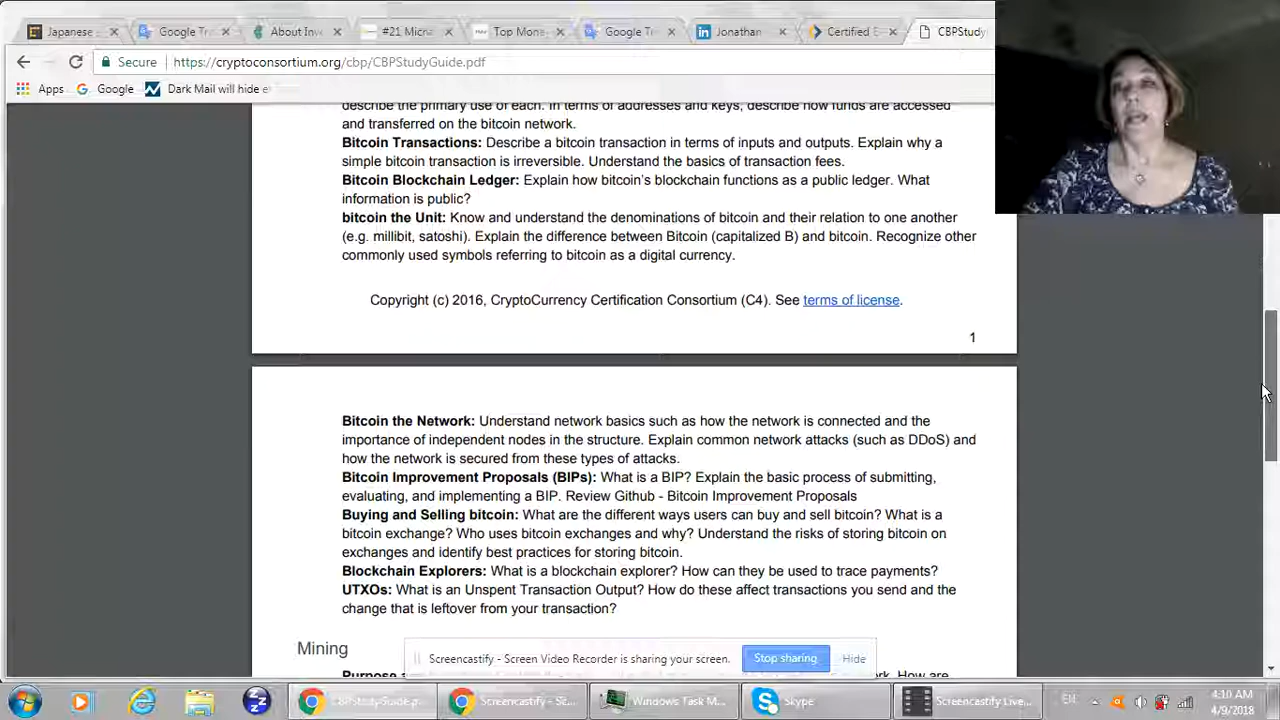 Japanese
Google Tr
About Inve
#21 Micra
Top Mone
Google Tr
Jonathan
Certified E
CBPStudy
Secure https://cryptoconsortium.org/cbp/CBPStudyGuide.pdf
Apps Google Dark Mail will hide e
describe the primary use of each. In terms of addresses and keys, describe how funds are accessed
and transferred on the bitcoin network.
Bitcoin Transactions: Describe a bitcoin transaction in terms of inputs and outputs. Explain why a
simple bitcoin transaction is irreversible. Understand the basics of transaction fees.
Bitcoin Blockchain Ledger: Explain how bitcoin's blockchain functions as a public ledger. What
information is public?
bitcoin the Unit: Know and understand the denominations of bitcoin and their relation to one another
(e.g. millibit, satoshi). Explain the difference between Bitcoin (capitalized B) and bitcoin. Recognize other
commonly used symbols referring to bitcoin as a digital currency.
Copyright (c) 2016, CryptoCurrency Certification Consortium (C4). See terms of license.
1
Bitcoin the Network: Understand network basics such as how the network is connected and the
importance of independent nodes in the structure. Explain common network attacks (such as DDoS) and
how the network is secured from these types of attacks.
Bitcoin Improvement Proposals (BIPs): What is a BIP? Explain the basic process of submitting,
evaluating, and implementing a BIP. Review Github - Bitcoin Improvement Proposals
Buying and Selling bitcoin: What are the different ways users can buy and sell bitcoin? What is a
bitcoin exchange? Who uses bitcoin exchanges and why? Understand the risks of storing bitcoin on
exchanges and identify best practices for storing bitcoin.
Blockchain Explorers: What is a blockchain explorer? How can they be used to trace payments?
UTXOs: What is an Unspent Transaction Output? How do these affect transactions you send and the
change that is leftover from your transaction?
Mining
Screencastify - Screen Video Recorder is sharing your screen. Stop sharing Hide
Purpose
rk. How are
CBPStudyGuide.p...
Screencastify - Sc...
Windows Task M...
Skype
Screencastify Live...
EN
4:10 AM
4/9/2018